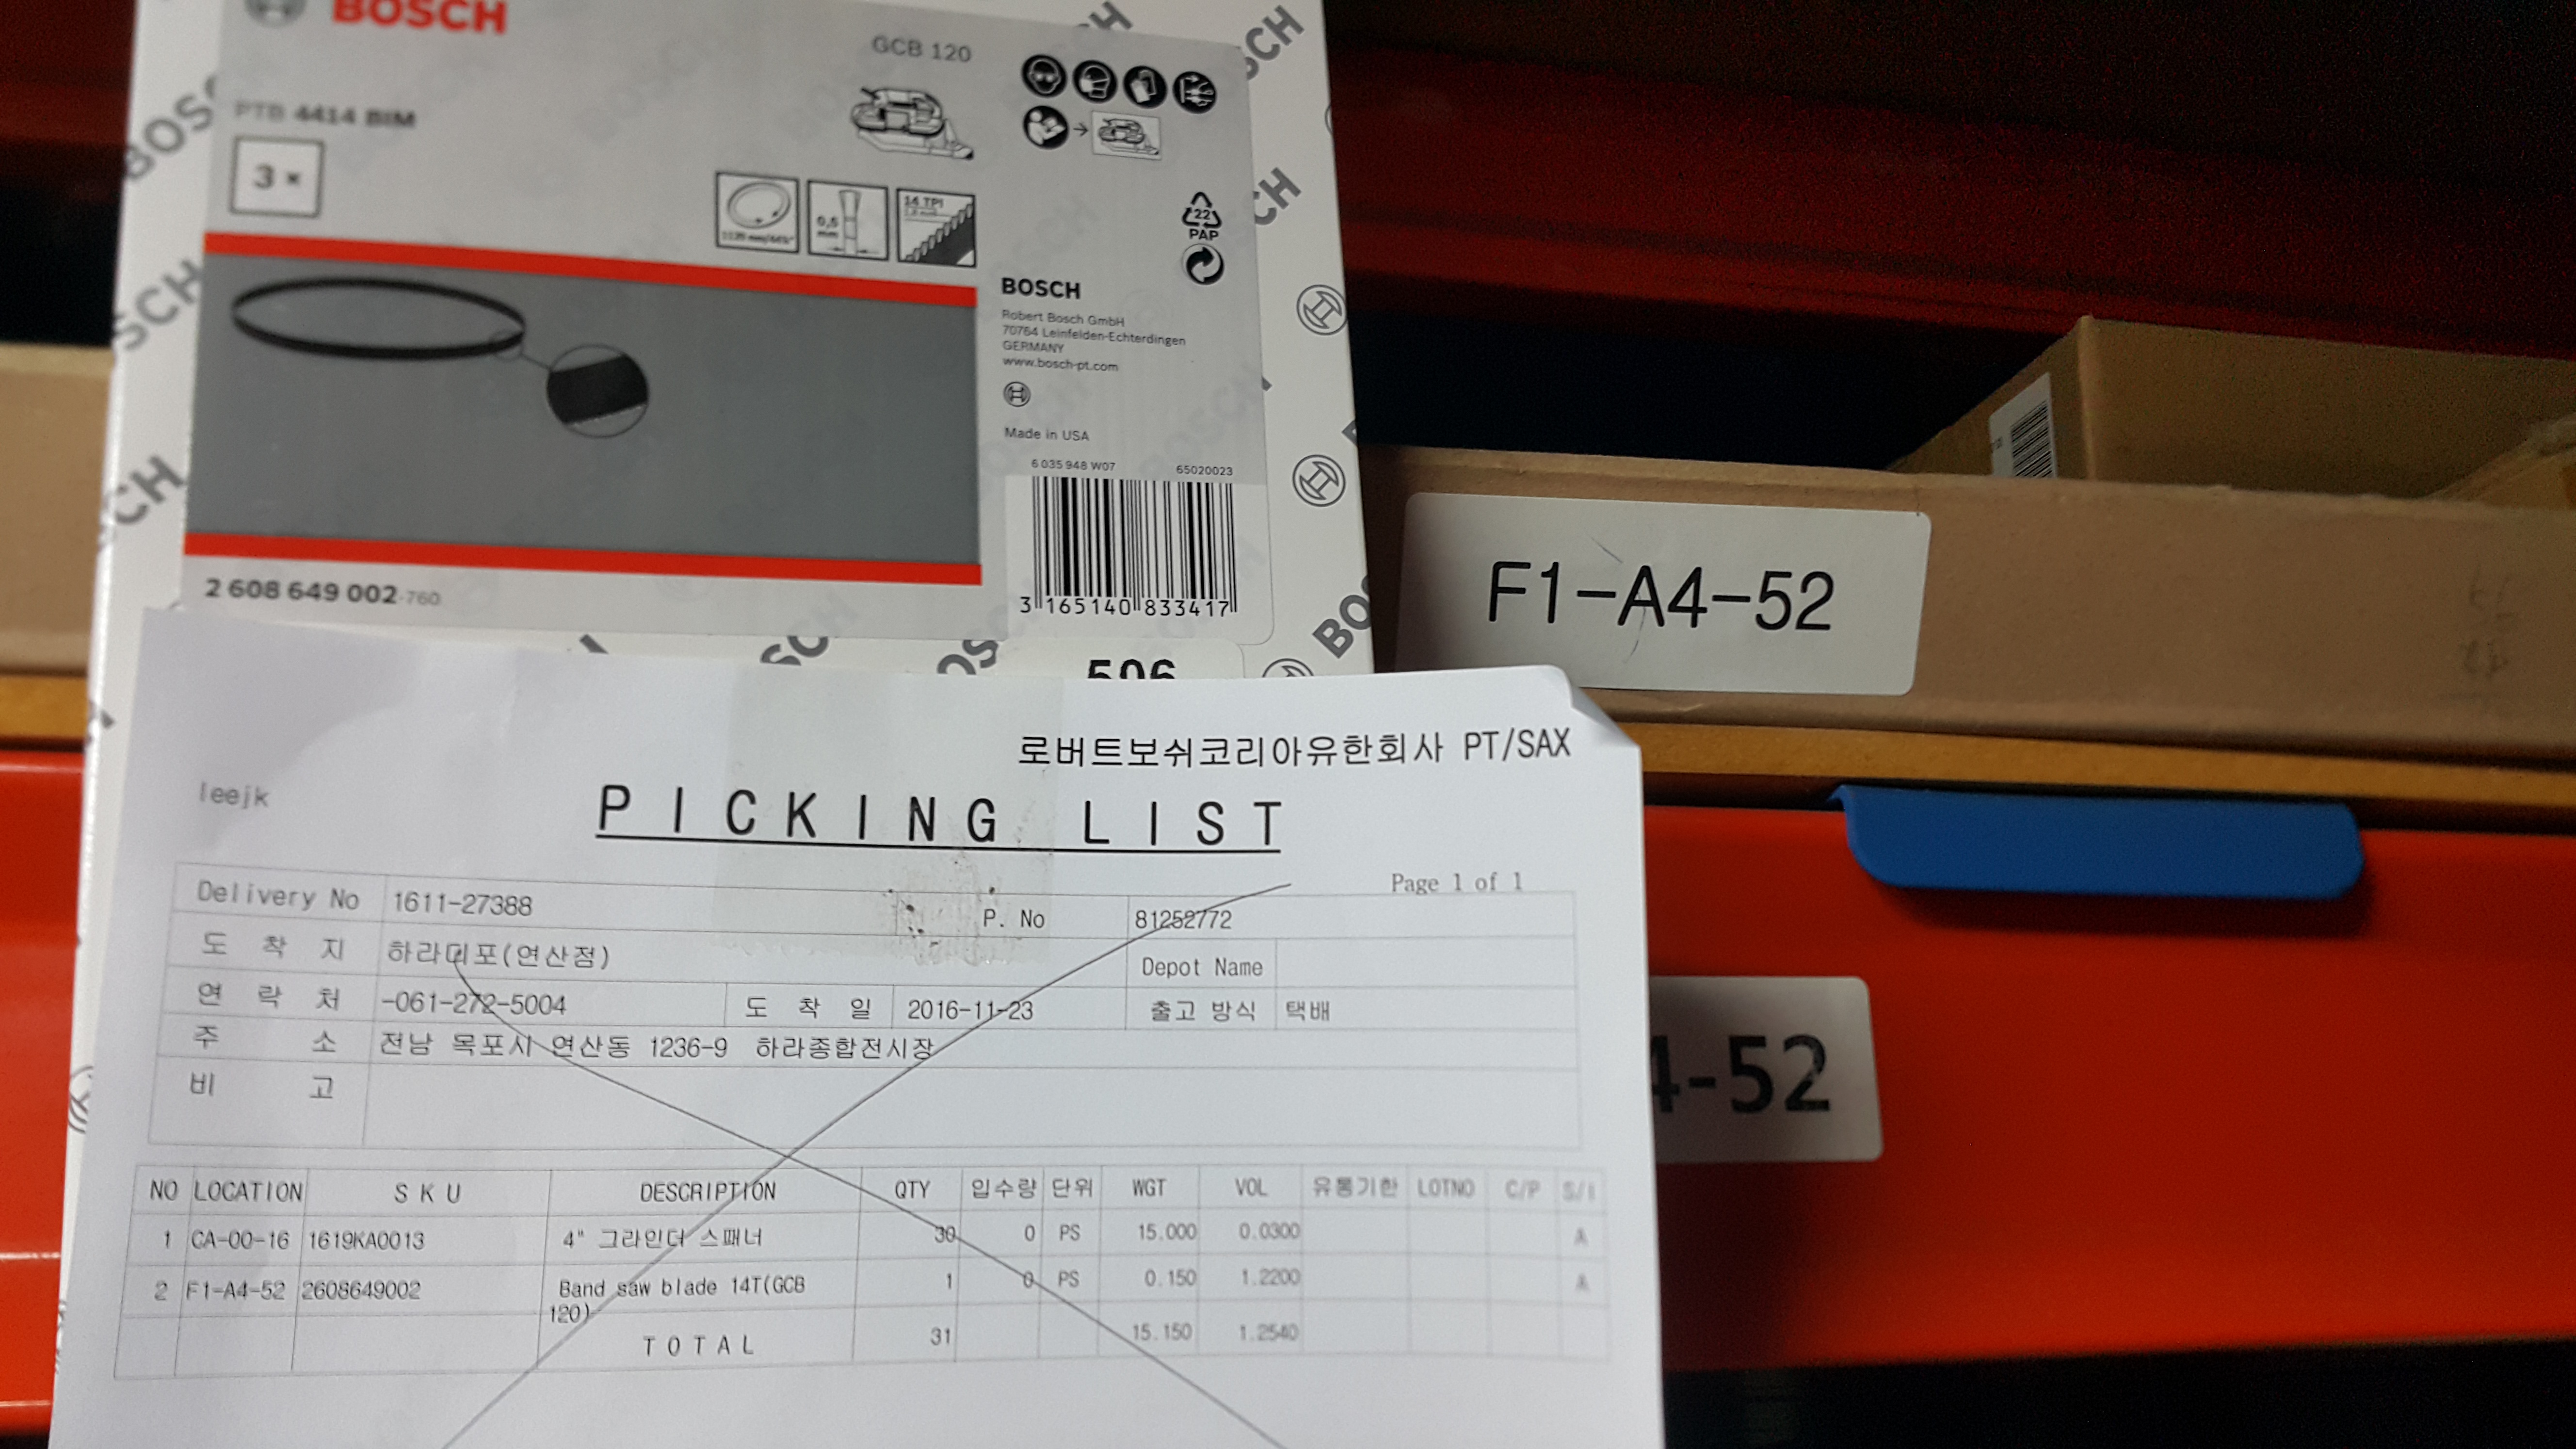 BOSCH
GCB 120
PTB 4414 BIM
3 ×
0,5
mm
14 TPI
22
PAP
BOSCH
Robert Bosch GmbH
70764 Leinfelden-Echterdingen
GERMANY
www.bosch-pt.com
Made in USA
6 035 948 W07 65020023
3 165140 833417
2 608 649 002-760
506
F1-A4-52
4-52
로버트보쉬코리아유한회사 PT/SAX
leejk
PICKING LIST
Page 1 of 1
Delivery No 1611-27388 P. No 81252772
도 착 지 하라미포(연산점) Depot Name
연 락 처 -061-272-5004 도 착 일 2016-11-23 출고 방식 택배
주 소 전남 목포시 연산동 1236-9 하라종합전시장
비 고
NO LOCATION SKU DESCRIPTION QTY 입수량 단위 WGT VOL 유통기한 LOTNO C/P S/I
1 CA-00-16 1619KA0013 4" 그라인더 스패너 30 0 PS 15.000 0.0300 A
2 F1-A4-52 2608649002 Band saw blade 14T(GCB 1 0 PS 0.150 1.2200 A
120)
TOTAL 31 15.150 1.2540